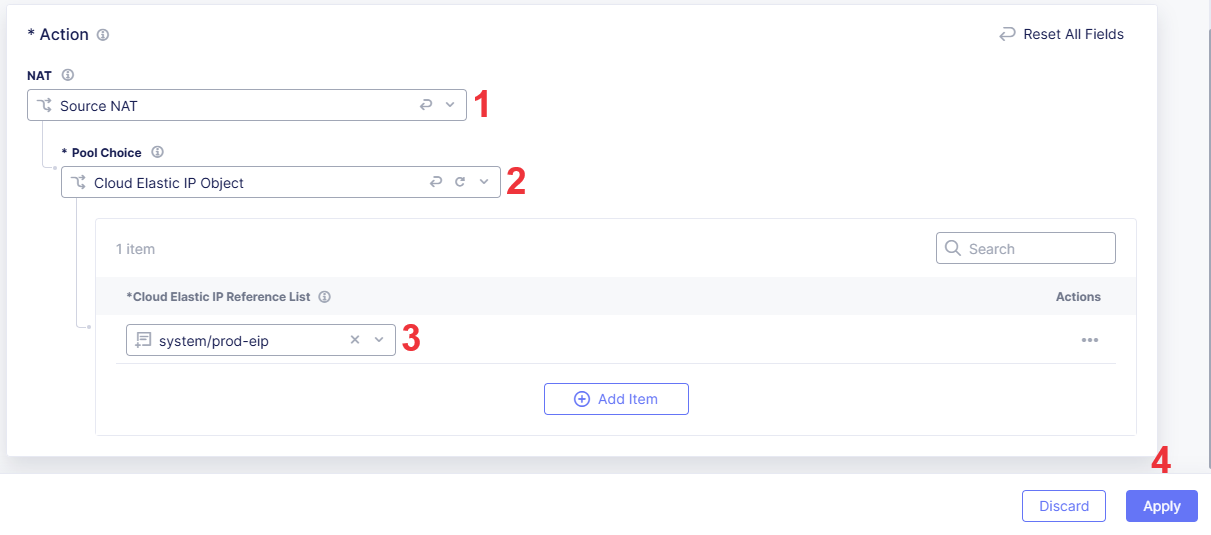 * Action
Reset All Fields
NAT
Source NAT
1
* Pool Choice
Cloud Elastic IP Object
2
1 item
Search
*Cloud Elastic IP Reference List
Actions
system/prod-eip
3
Add Item
4
Discard
Apply